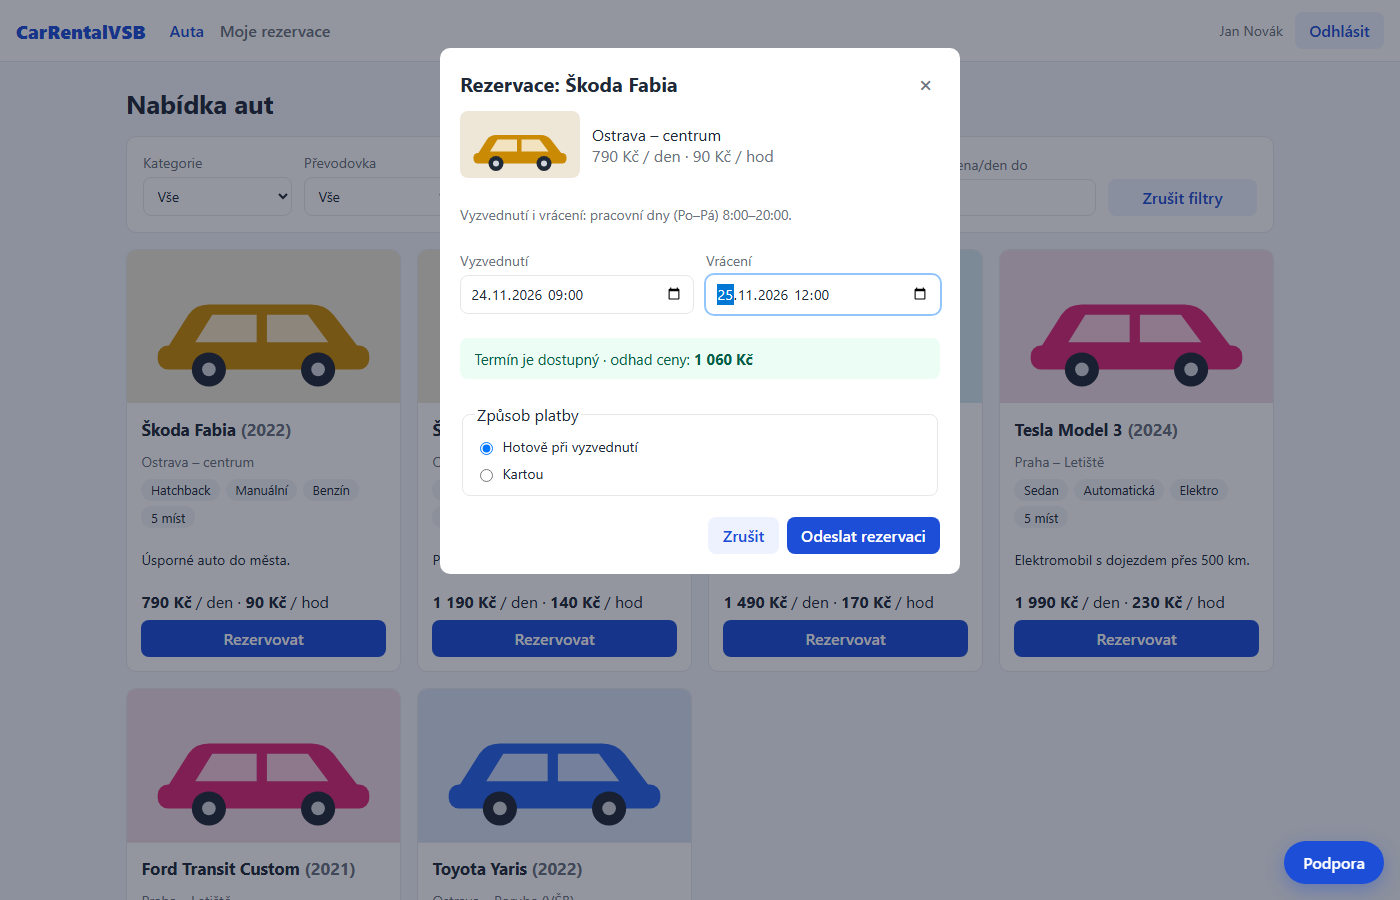 CarRentalVSB Auta Moje rezervace Jan Novák Odhlásit
Nabídka aut
Kategorie Převodovka
Vše Vše
Zrušit filtry
Rezervace: Škoda Fabia ×
Ostrava – centrum
790 Kč / den · 90 Kč / hod
Vyzvednutí i vrácení: pracovní dny (Po–Pá) 8:00–20:00.
Vyzvednutí Vrácení
24.11.2026 09:00 25.11.2026 12:00
Termín je dostupný · odhad ceny: 1 060 Kč
Způsob platby
Hotově při vyzvednutí
Kartou
Zrušit Odeslat rezervaci
Škoda Fabia (2022)
Ostrava – centrum
Hatchback Manuální Benzín
5 míst
Úsporné auto do města.
790 Kč / den · 90 Kč / hod
Rezervovat
1 190 Kč / den · 140 Kč / hod
Rezervovat
1 490 Kč / den · 170 Kč / hod
Rezervovat
Tesla Model 3 (2024)
Praha – Letiště
Sedan Automatická Elektro
5 míst
Elektromobil s dojezdem přes 500 km.
1 990 Kč / den · 230 Kč / hod
Rezervovat
Ford Transit Custom (2021)
Toyota Yaris (2022)
Podpora